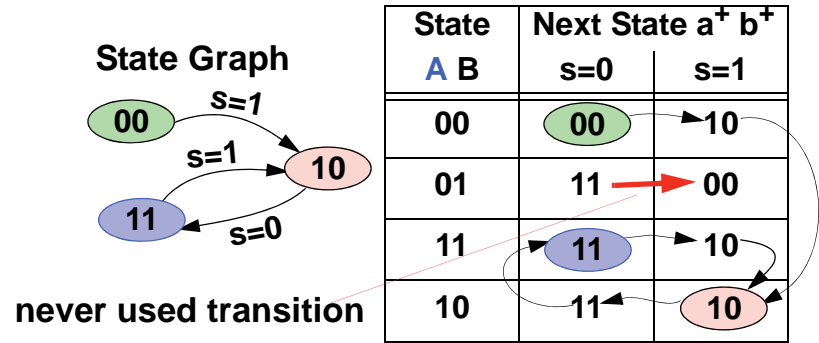 State Graph
00
s=1
10
s=1
11
s=0
never used transition
State Next State a+ b+
A B s=0 s=1
00 00 10
01 11 00
11 11 10
10 11 10